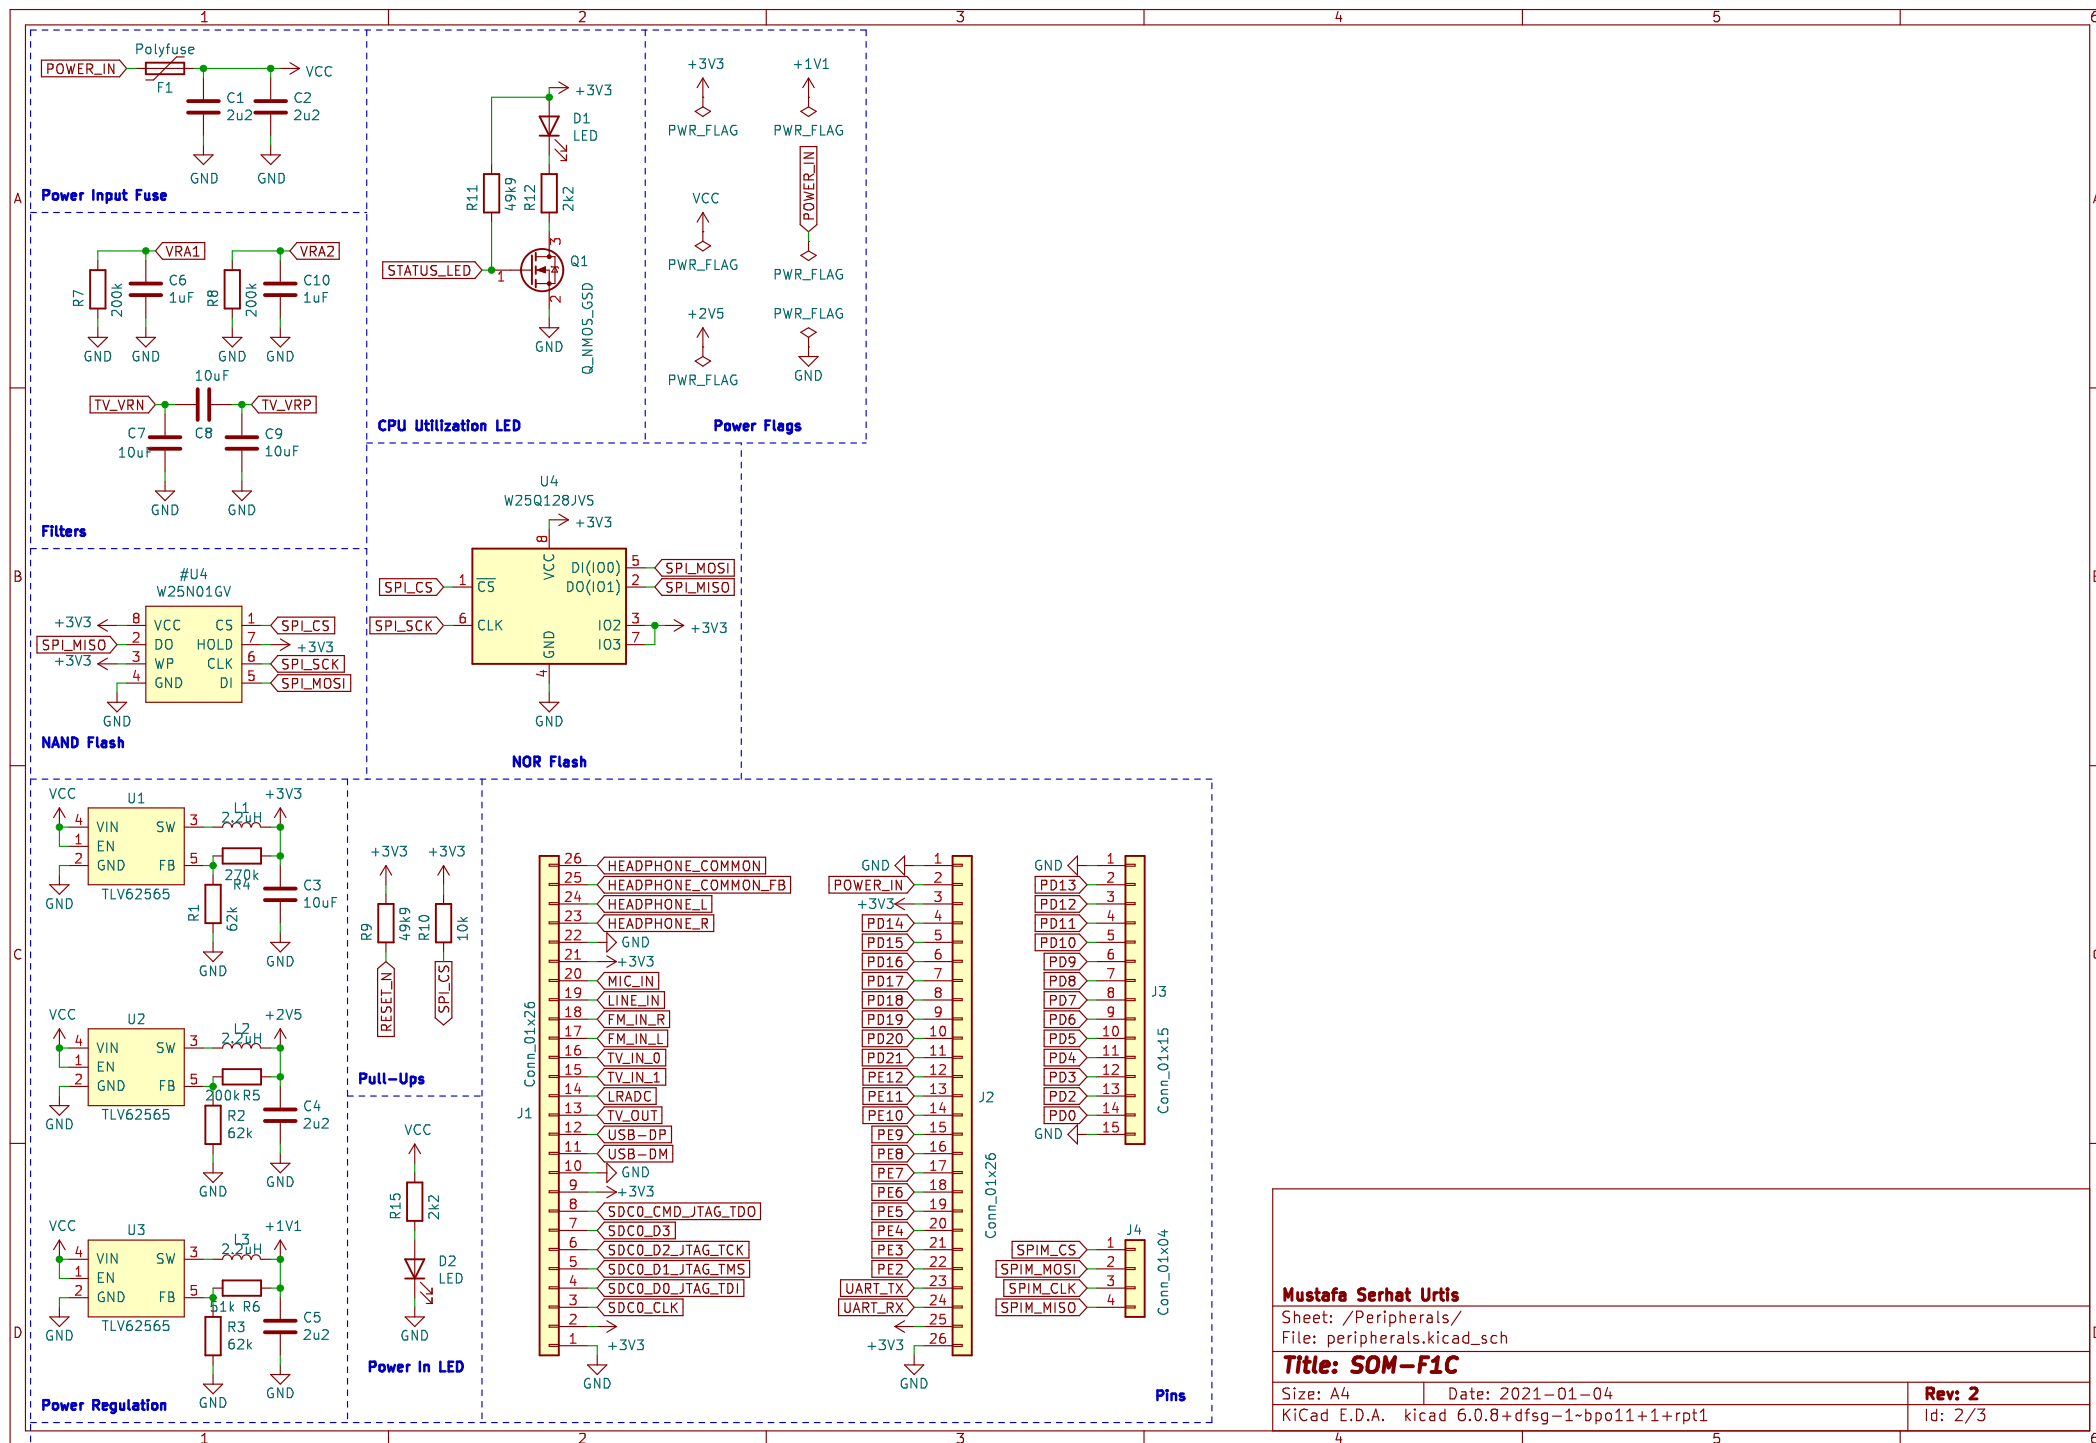 1 2 3 4 5 6
A
B
C
D
Polyfuse
POWER_IN
F1
VCC
C1
2u2
C2
2u2
GND
GND
Power Input Fuse
VRA1
VRA2
R7
200k
C6
1uF
R8
200k
C10
1uF
GND
GND
GND
GND
10uF
TV_VRN
TV_VRP
C7
10uF
C8
C9
10uF
GND
GND
Filters
+3V3
D1
LED
R11
49k9
R12
2k2
STATUS_LED
1
3
2
Q1
Q_NMOS_GSD
GND
CPU Utilization LED
+3V3
PWR_FLAG
+1V1
PWR_FLAG
VCC
PWR_FLAG
POWER_IN
PWR_FLAG
+2V5
PWR_FLAG
PWR_FLAG
GND
Power Flags
#U4
W25N01GV
+3V3 8 VCC CS 1 SPI_CS
SPI_MISO 2 DO HOLD 7 +3V3
+3V3 3 WP CLK 6 SPI_SCK
4 GND DI 5 SPI_MOSI
GND
NAND Flash
U4
W25Q128JVS
+3V3
8
VCC
DI(IO0) 5 SPI_MOSI
SPI_CS 1 CS DO(IO1) 2 SPI_MISO
SPI_SCK 6 CLK IO2 3 +3V3
IO3 7
GND
4
GND
NOR Flash
VCC
U1
L1
2.2uH
+3V3
4 VIN SW 3
1 EN
2 GND FB 5
TLV62565
270k
R4
R1
62k
C3
10uF
GND
GND
GND
VCC
U2
L2
2.2uH
+2V5
4 VIN SW 3
1 EN
2 GND FB 5
TLV62565
200k R5
R2
62k
C4
2u2
GND
GND
GND
VCC
U3
L3
2.2uH
+1V1
4 VIN SW 3
1 EN
2 GND FB 5
TLV62565
51k R6
R3
62k
C5
2u2
GND
GND
GND
Power Regulation
+3V3
+3V3
R9
49k9
R10
10k
RESET_N
SPI_CS
Pull-Ups
VCC
R15
2k2
D2
LED
GND
Power In LED
J1
Conn_01x26
26 HEADPHONE_COMMON
25 HEADPHONE_COMMON_FB
24 HEADPHONE_L
23 HEADPHONE_R
22 GND
21 +3V3
20 MIC_IN
19 LINE_IN
18 FM_IN_R
17 FM_IN_L
16 TV_IN_0
15 TV_IN_1
14 LRADC
13 TV_OUT
12 USB-DP
11 USB-DM
10 GND
9 +3V3
8 SDC0_CMD_JTAG_TDO
7 SDC0_D3
6 SDC0_D2_JTAG_TCK
5 SDC0_D1_JTAG_TMS
4 SDC0_D0_JTAG_TDI
3 SDC0_CLK
2
1 +3V3
GND
GND 1
POWER_IN 2
+3V3 3
PD14 4
PD15 5
PD16 6
PD17 7
PD18 8
PD19 9
PD20 10
PD21 11
PE12 12
PE11 13
PE10 14
PE9 15
PE8 16
PE7 17
PE6 18
PE5 19
PE4 20
PE3 21
PE2 22
UART_TX 23
UART_RX 24
25
+3V3 26
GND
J2
Conn_01x26
GND 1
PD13 2
PD12 3
PD11 4
PD10 5
PD9 6
PD8 7
PD7 8
PD6 9
PD5 10
PD4 11
PD3 12
PD2 13
PD0 14
GND 15
J3
Conn_01x15
J4
SPIM_CS 1
SPIM_MOSI 2
SPIM_CLK 3
SPIM_MISO 4
Conn_01x04
Pins
Mustafa Serhat Urtis
Sheet: /Peripherals/
File: peripherals.kicad_sch
Title: SOM-F1C
Size: A4 Date: 2021-01-04 Rev: 2
KiCad E.D.A. kicad 6.0.8+dfsg-1~bpo11+1+rpt1 Id: 2/3
1 2 3 4 5 6